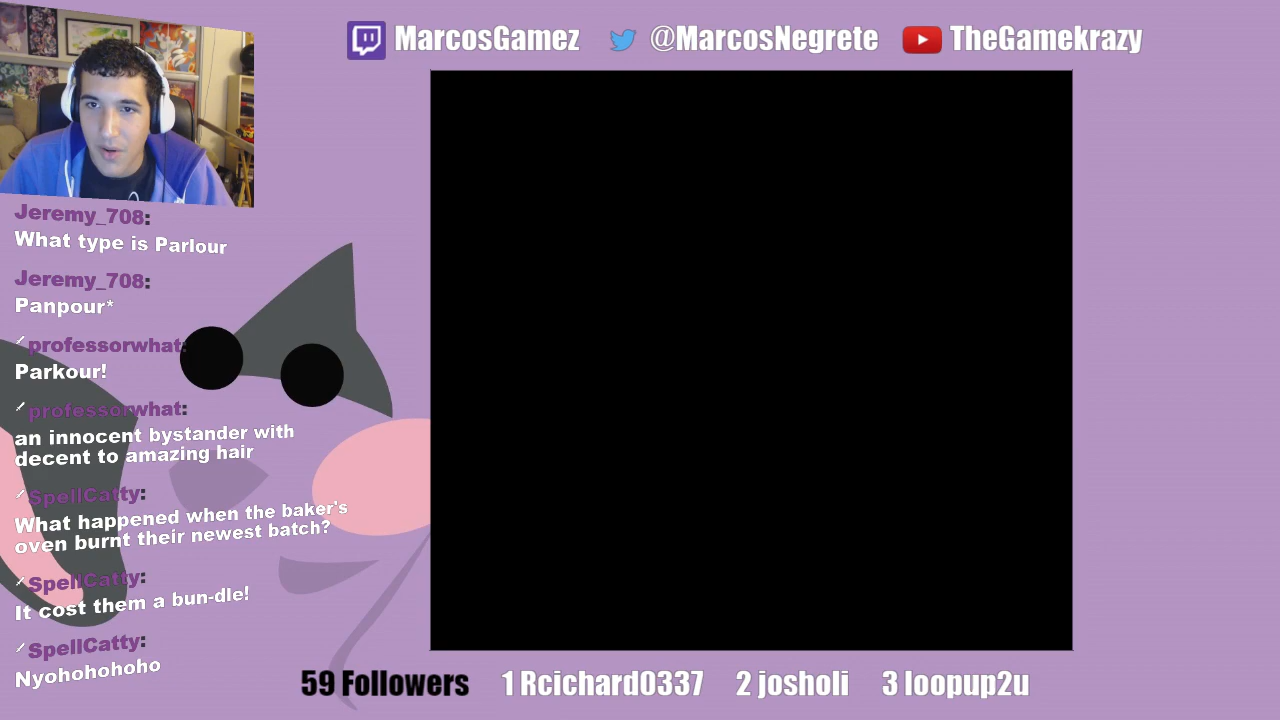 MarcosGamez @MarcosNegrete TheGamekrazy
Jeremy_708:
What type is Parlour
Jeremy_708:
Panpour*
professorwhat:
Parkour!
professorwhat:
an innocent bystander with
decent to amazing hair
SpellCatty:
What happened when the baker's
oven burnt their newest batch?
SpellCatty:
It cost them a bun-dle!
SpellCatty:
Nyohohohoho
59 Followers 1 Rcichard0337 2 josholi 3 loopup2u